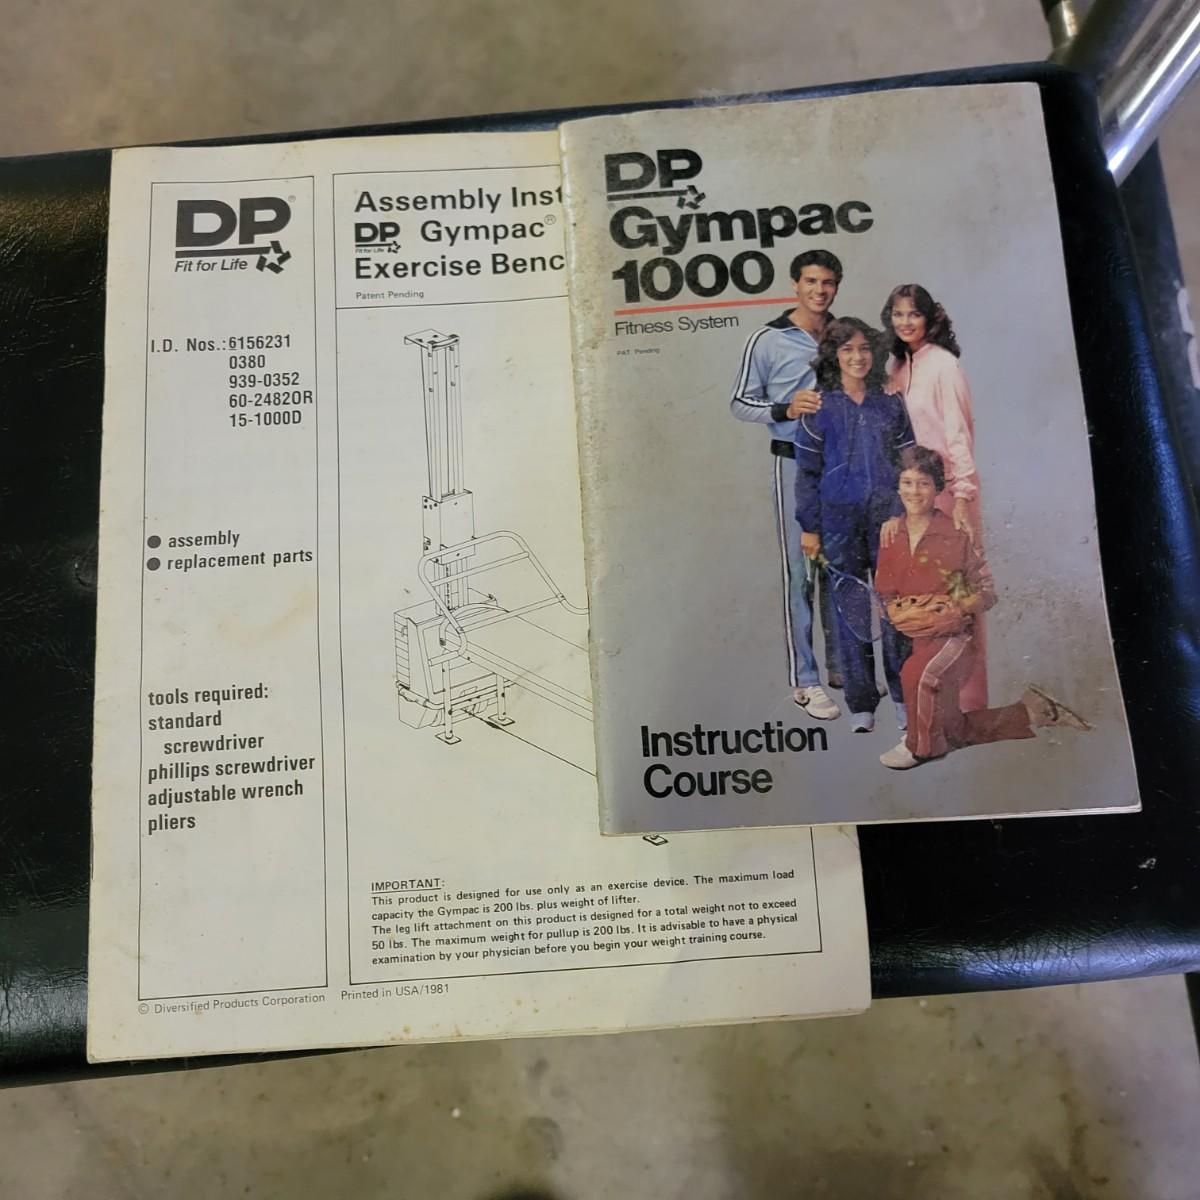 DP®
Fit for Life
I.D. Nos.: 6156231
0380
939-0352
60-24820R
15-1000D
● assembly
● replacement parts
tools required:
standard
screwdriver
phillips screwdriver
adjustable wrench
pliers
© Diversified Products Corporation
Assembly Inst
DP Gympac®
Fit for Life
Exercise Benc
Patent Pending
IMPORTANT:
This product is designed for use only as an exercise device. The maximum load
capacity the Gympac is 200 lbs. plus weight of lifter.
The leg lift attachment on this product is designed for a total weight not to exceed
50 lbs. The maximum weight for pullup is 200 lbs. It is advisable to have a physical
examination by your physician before you begin your weight training course.
Printed in USA/1981
DP
Gympac
1000
Fitness System
PAT. Pending
Instruction
Course